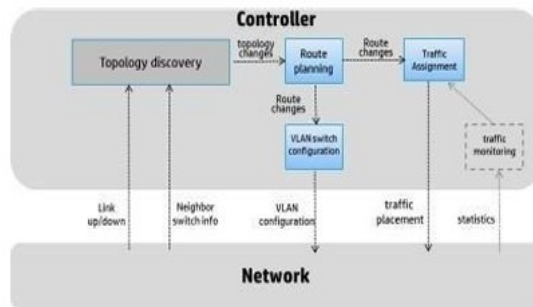 Controller
Topology discovery
topology
changes
Route
planning
Route
changes
Traffic
Assignment
Route
changes
VLAN switch
configuration
traffic
monitoring
Link
up/down
Neighbor
switch info
VLAN
configuration
traffic
placement
statistics
Network